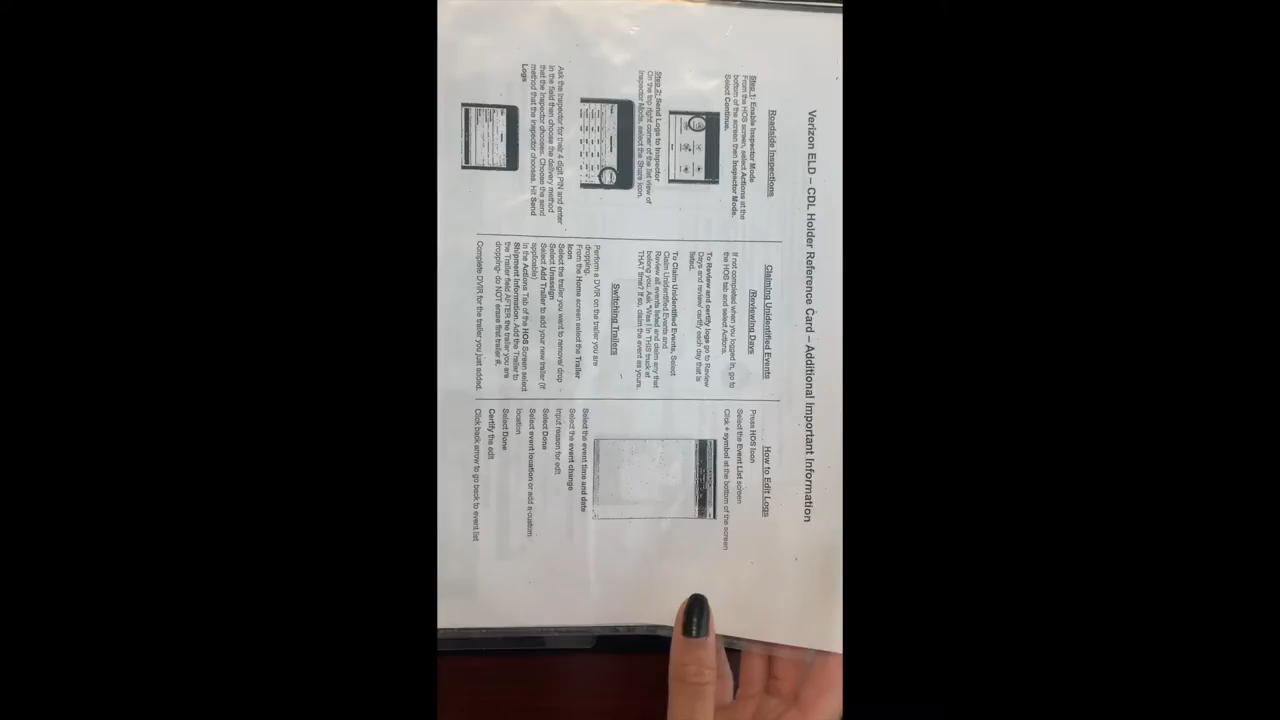 Verizon ELD – CDL Holder Reference Card – Additional Important Information
Roadside Inspections
Step 1: Enable Inspector Mode
From the HOS screen, select Actions at the
bottom of the screen then Inspector Mode.
Select Continue.
Step 2: Send Logs to Inspector
On the top right corner of the list view of
Inspector Mode, select the Share icon.
Ask the Inspector for their 4 digit PIN and enter
in the field then choose the delivery method
that the Inspector chooses. Choose the send
method that the Inspector chooses. Hit Send
Logs
Claiming Unidentified Events
/Reviewing Days
If not completed when you logged in, go to
the HOS tab and select Actions.
To Review and certify logs go to Review
Days and review/ certify each day that is
listed.
To Claim Unidentified Events, Select
Claim Unidentified Events and
Review all events listed and claim any that
belong you. Ask "Was I in THIS truck at
THAT time? If so, claim the event as yours.
Switching Trailers
Perform a DVIR on the trailer you are
dropping.
From the Home screen select the Trailer
Icon
Select the trailer you want to remove/ drop -
Select Unassign
Select Add Trailer to add your new trailer (if
applicable)
In the Actions Tab of the HOS Screen select
Shipment Information. Add the Trailer to
the Trailer field AFTER the trailer you are
dropping- do NOT erase first trailer #.
Complete DVIR for the trailer you just added.
How to Edit Logs
Press HOS Icon
Select the Event List screen
Click + symbol at the bottom of the screen
Select the event time and date
Select the event change
Input reason for edit
Select Done
Select event location or add a custom
location
Select Done
Certify the edit
Click back arrow to go back to event list